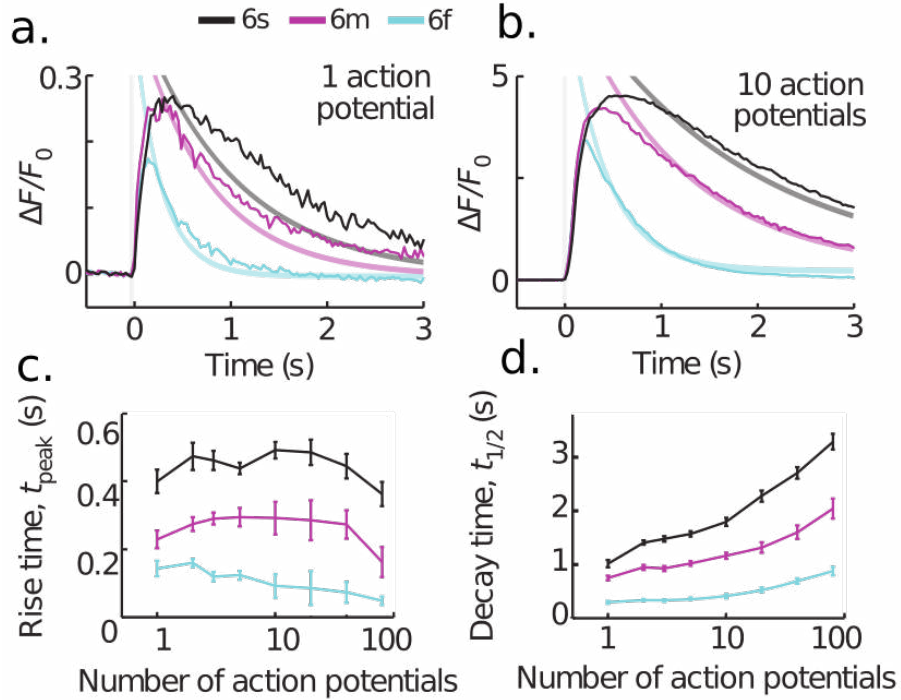 a.
6s 6m 6f
b.
0.3
0
ΔF/F0
1 action
potential
0 1 2 3
Time (s)
5
0
ΔF/F0
10 action
potentials
0 1 2 3
Time (s)
c.
0.6
0.4
0.2
0
Rise time, tpeak (s)
1 10 100
Number of action potentials
d.
3
2
1
0
Decay time, t1/2 (s)
1 10 100
Number of action potentials